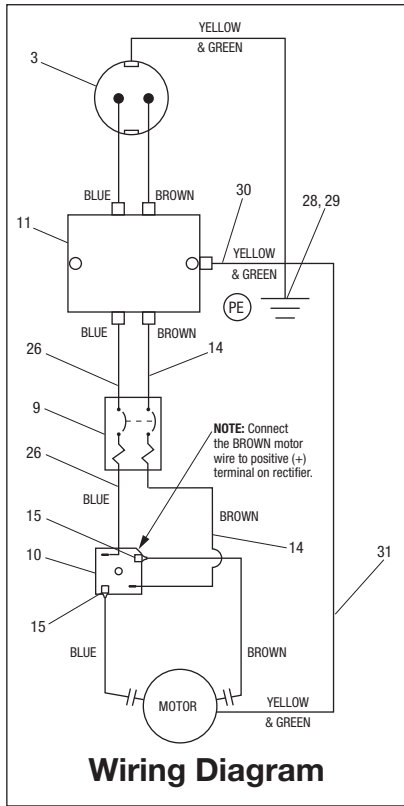 YELLOW
& GREEN
3
BLUE
BROWN
30
28, 29
11
YELLOW
& GREEN
PE
BLUE
BROWN
26
14
9
NOTE: Connect
the BROWN motor
wire to positive (+)
terminal on rectifier.
26
BLUE
BROWN
15
14
10
31
15
BLUE
BROWN
MOTOR
YELLOW
& GREEN
Wiring Diagram